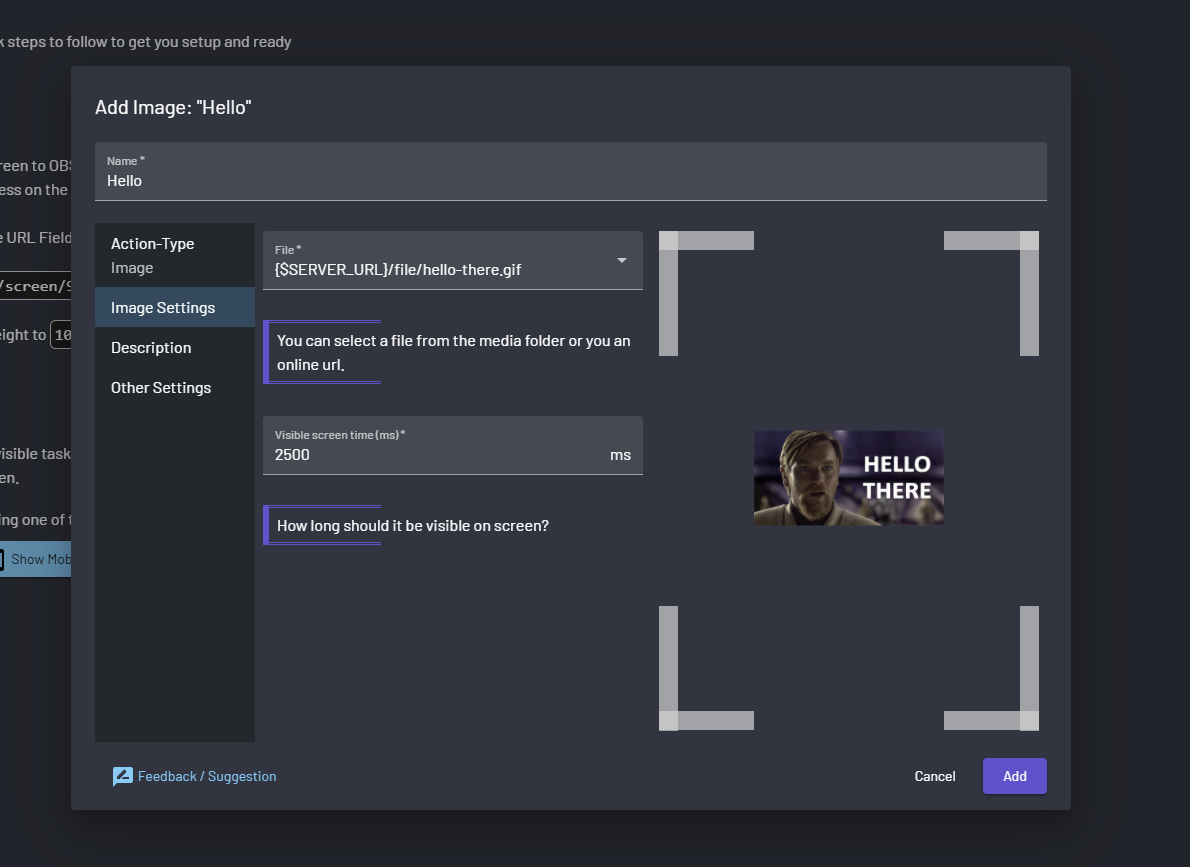 steps to follow to get you setup and ready
Add Image: "Hello"
Name *
Hello
reen to OBS
ess on the
e URL Field
/screen/9
eight to 10
isible task
en.
ing one of t
Show Mob
Action-Type
Image
Image Settings
Description
Other Settings
File *
{$SERVER_URL}/file/hello-there.gif
You can select a file from the media folder or you an
online url.
Visible screen time (ms) *
2500 ms
How long should it be visible on screen?
HELLO
THERE
Feedback / Suggestion
Cancel
Add